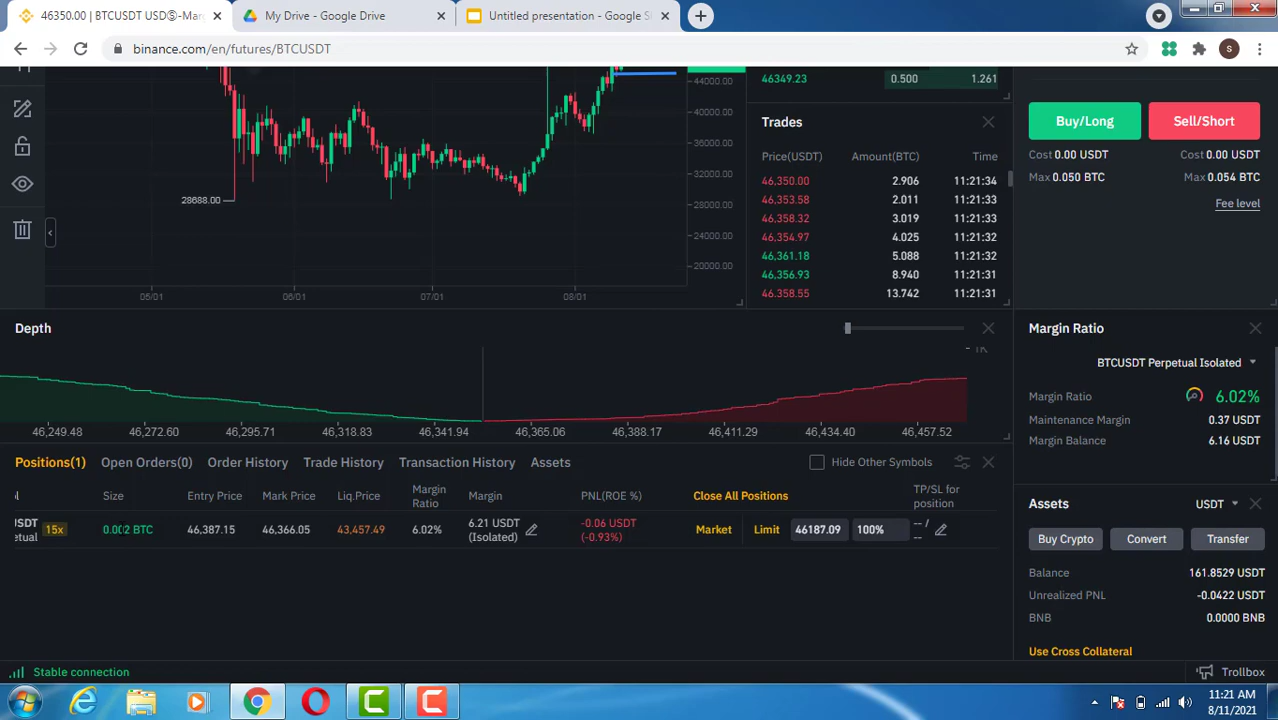 46350.00 | BTCUSDT USDⓈ-Marg
My Drive - Google Drive
Untitled presentation - Google S
binance.com/en/futures/BTCUSDT
S
44000.00
40000.00
36000.00
32000.00
28000.00
24000.00
20000.00
28688.00
05/01 06/01 07/01 08/01
46349.23 0.500 1.261
Trades
Price(USDT) Amount(BTC) Time
46,350.00 2.906 11:21:34
46,353.58 2.011 11:21:33
46,358.32 3.019 11:21:33
46,354.97 4.025 11:21:32
46,361.18 5.088 11:21:32
46,356.93 8.940 11:21:31
46,358.55 13.742 11:21:31
Buy/Long Sell/Short
Cost 0.00 USDT Cost 0.00 USDT
Max 0.050 BTC Max 0.054 BTC
Fee level
Depth
1K
46,249.48 46,272.60 46,295.71 46,318.83 46,341.94 46,365.06 46,388.17 46,411.29 46,434.40 46,457.52
Margin Ratio
BTCUSDT Perpetual Isolated
Margin Ratio 6.02%
Maintenance Margin 0.37 USDT
Margin Balance 6.16 USDT
Positions(1) Open Orders(0) Order History Trade History Transaction History Assets
Hide Other Symbols
Size Entry Price Mark Price Liq.Price Margin Ratio Margin PNL(ROE %) Close All Positions TP/SL for position
SDT
etual 15x 0.002 BTC 46,387.15 46,366.05 43,457.49 6.02% 6.21 USDT (Isolated) -0.06 USDT (-0.93%) Market Limit 46187.09 100% -- / --
Assets USDT
Buy Crypto Convert Transfer
Balance 161.8529 USDT
Unrealized PNL -0.0422 USDT
BNB 0.0000 BNB
Use Cross Collateral
Stable connection
Trollbox
11:21 AM
8/11/2021